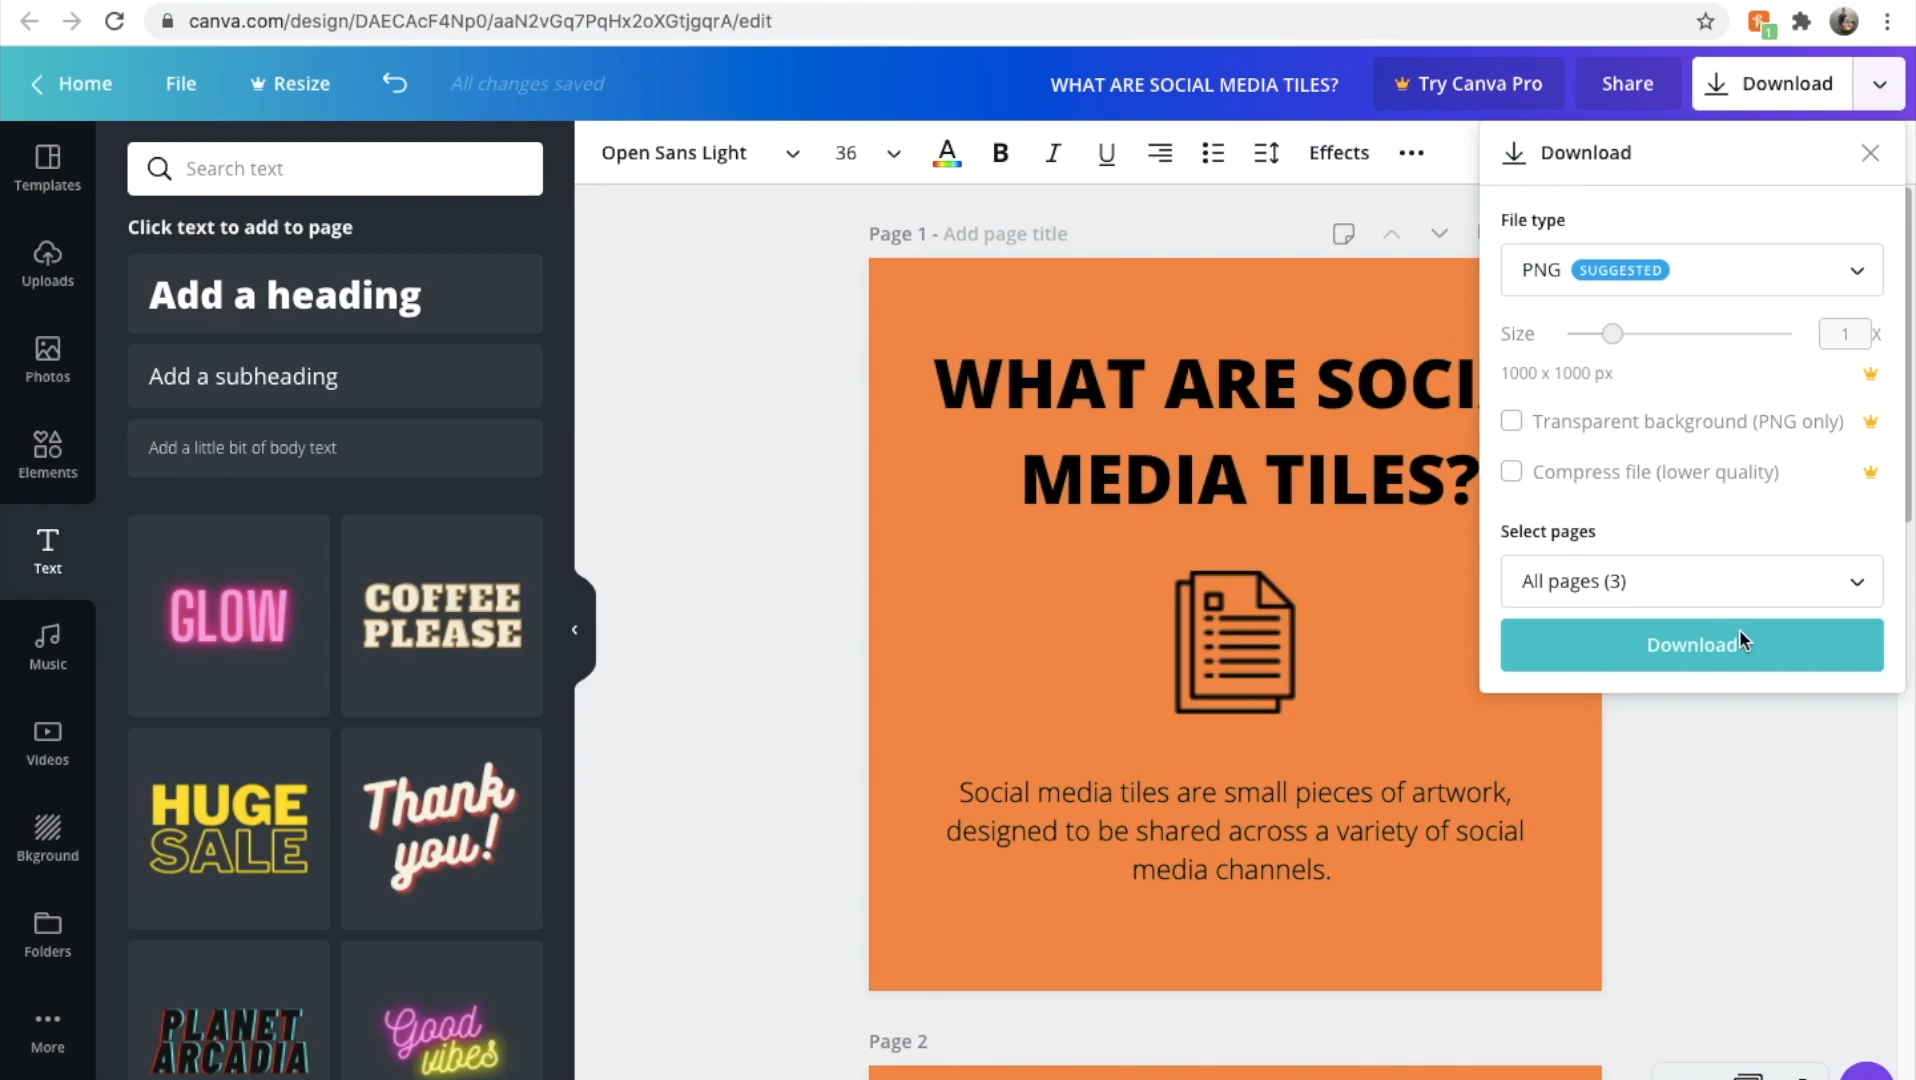 canva.com/design/DAECAcF4Np0/aaN2vGq7PqHx2oXGtjgqrA/edit
1
Home
File
Resize
All changes saved
WHAT ARE SOCIAL MEDIA TILES?
Try Canva Pro
Share
Download
Templates
Uploads
Photos
Elements
Text
Music
Videos
Bkground
Folders
More
Search text
Click text to add to page
Add a heading
Add a subheading
Add a little bit of body text
GLOW
COFFEE
PLEASE
HUGE
SALE
Thank
you!
PLANET
ARCADIA
Good
vibes
Open Sans Light
36
A
B
I
U
Effects
Page 1 - Add page title
WHAT ARE SOCI
MEDIA TILES?
Social media tiles are small pieces of artwork,
designed to be shared across a variety of social
media channels.
Page 2
Download
File type
PNG SUGGESTED
Size
1 X
1000 x 1000 px
Transparent background (PNG only)
Compress file (lower quality)
Select pages
All pages (3)
Download